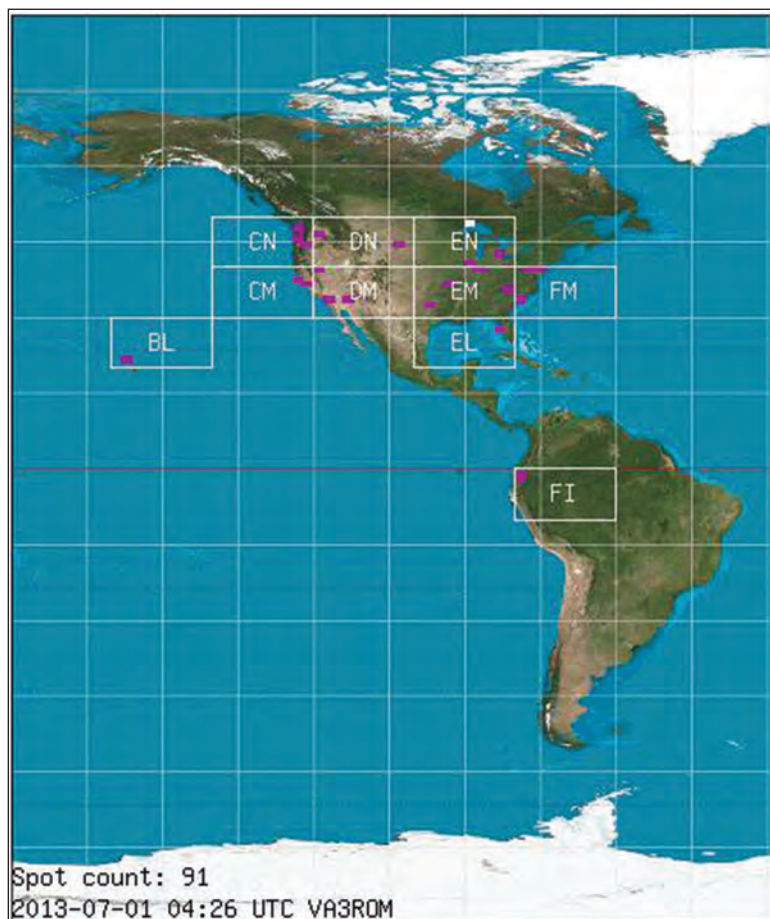 CN DN EN
CM DM EM FM
BL EL
FI
Spot count: 91
2013-07-01 04:26 UTC VA3ROM